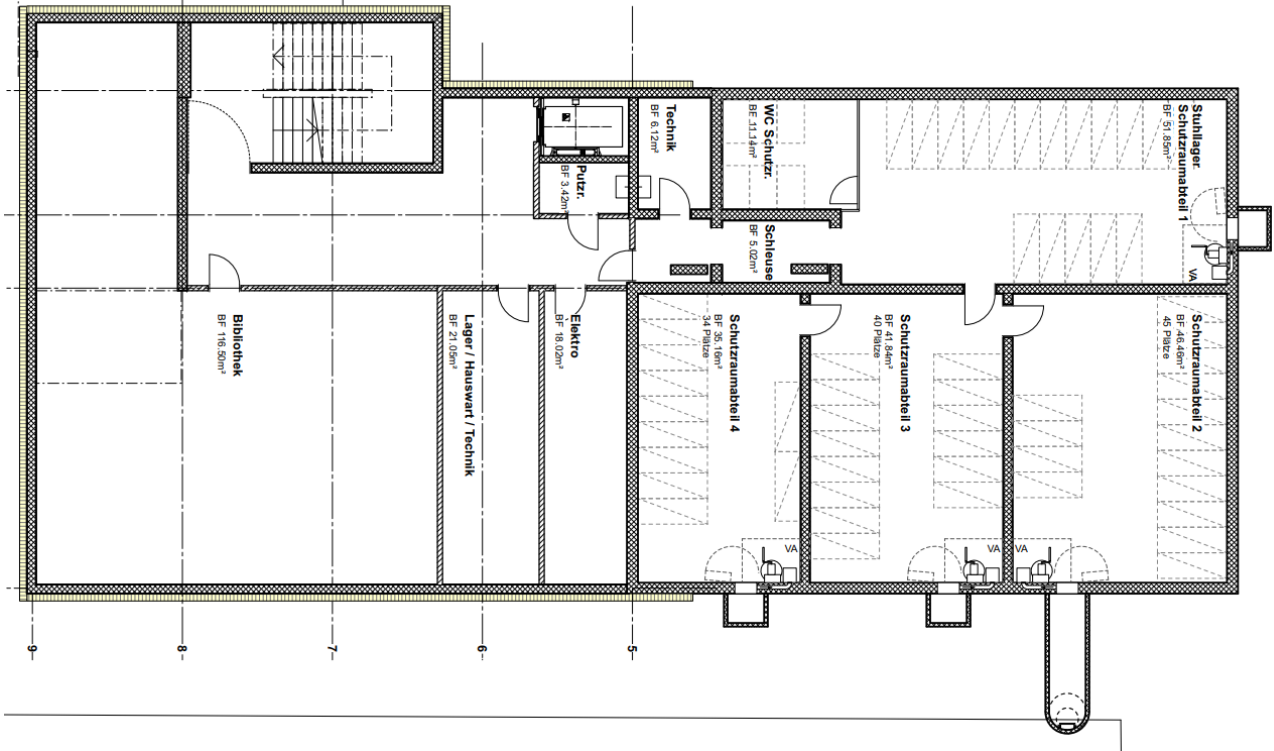 Technik
BF 6.12m²
WC Schutzr.
BF 11.14m²
Stuhllager
Schutzraumabteil 1
BF 51.85m²
Putzr.
BF 3.42m²
Schleuse
BF 5.02m²
VA
Bibliothek
BF 116.50m²
Lager / Hauswart / Technik
BF 21.05m²
Elektro
BF 18.02m²
Schutzraumabteil 4
BF 35.16m²
34 Plätze
Schutzraumabteil 3
BF 41.84m²
40 Plätze
Schutzraumabteil 2
BF 46.46m²
45 Plätze
VA
VA
VA
9
8
7
6
5